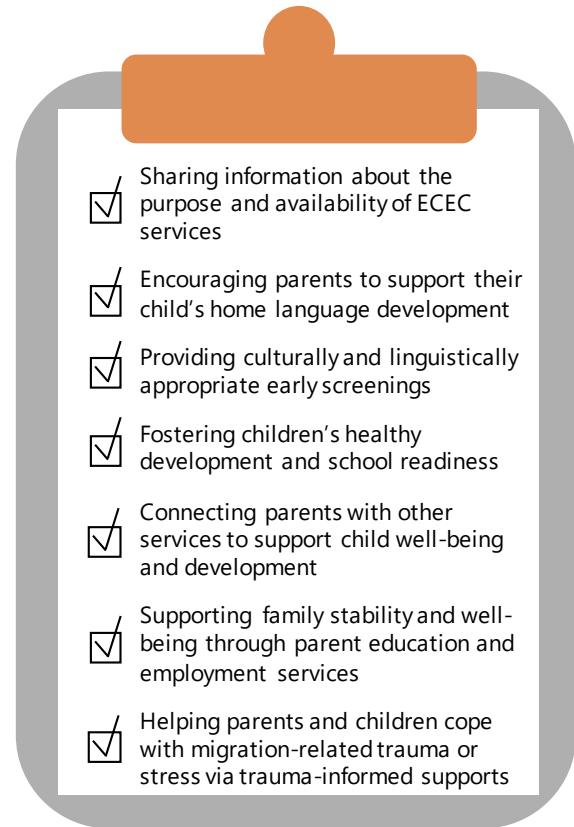 Sharing information about the
purpose and availability of ECEC
services
Encouraging parents to support their
child's home language development
Providing culturally and linguistically
appropriate early screenings
Fostering children's healthy
development and school readiness
Connecting parents with other
services to support child well-being
and development
Supporting family stability and well-
being through parent education and
employment services
Helping parents and children cope
with migration-related trauma or
stress via trauma-informed supports